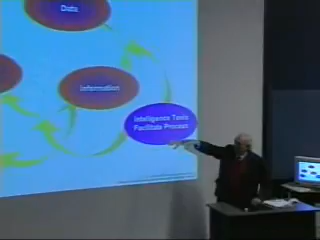 Data
Information
Intelligence Tools
Facilitate Process